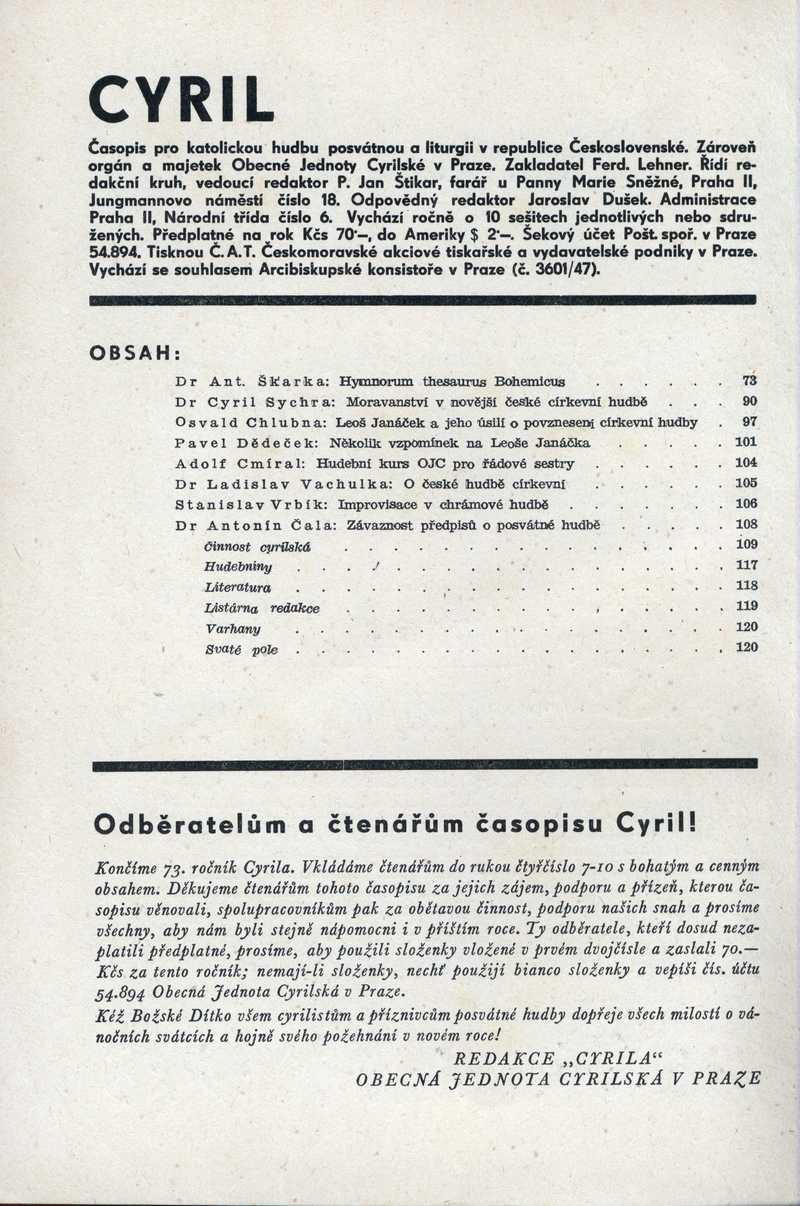 CYRIL
Časopis pro katolickou hudbu posvátnou a liturgii v republice Československé. Zároveň
orgán a majetek Obecné Jednoty Cyrilské v Praze. Zakladatel Ferd. Lehner. Řídí re-
dakční kruh, vedoucí redaktor P. Jan Štikar, farář u Panny Marie Sněžné, Praha II,
Jungmannovo náměstí číslo 18. Odpovědný redaktor Jaroslav Dušek. Administrace
Praha II, Národní třída číslo 6. Vychází ročně o 10 sešitech jednotlivých nebo sdru-
žených. Předplatné na rok Kčs 70·–, do Ameriky $ 2·–. Šekový účet Pošt. spoř. v Praze
54.894. Tisknou Č. A. T. Českomoravské akciové tiskařské a vydavatelské podniky v Praze.
Vychází se souhlasem Arcibiskupské konsistoře v Praze (č. 3601/47).
OBSAH:
Dr Ant. Škarka: Hymnorum thesaurus Bohemicus . . . . . . 73
Dr Cyril Sychra: Moravanství v novější české církevní hudbě . . . 90
Osvald Chlubna: Leoš Janáček a jeho úsilí o povznesení církevní hudby . 97
Pavel Dědeček: Několik vzpomínek na Leoše Janáčka . . . . . 101
Adolf Cmíral: Hudební kurs OJC pro řádové sestry . . . . . . 104
Dr Ladislav Vachulka: O české hudbě církevní . . . . . . 105
Stanislav Vrbík: Improvisace v chrámové hudbě . . . . . . . 106
Dr Antonín Čala: Závaznost předpisů o posvátné hudbě . . . . . 108
Činnost cyrilská . . . . . . . . . . . . . . . . 109
Hudebniny . . . . . . . . . . . . . . . . . . 117
Literatura . . . . . . . . . . . . . . . . . . 118
Listárna redakce . . . . . . . . . . . . . . . . 119
Varhany . . . . . . . . . . . . . . . . . . 120
Svaté pole . . . . . . . . . . . . . . . . . . 120
Odběratelům a čtenářům časopisu Cyril!
Končíme 73. ročník Cyrila. Vkládáme čtenářům do rukou čtyřčíslo 7-10 s bohatým a cenným
obsahem. Děkujeme čtenářům tohoto časopisu za jejich zájem, podporu a přízeň, kterou ča-
sopisu věnovali, spolupracovníkům pak za obětavou činnost, podporu našich snah a prosíme
všechny, aby nám byli stejně nápomocni i v příštím roce. Ty odběratele, kteří dosud neza-
platili předplatné, prosíme, aby použili složenky vložené v prvém dvojčísle a zaslali 70.—
Kčs za tento ročník; nemají-li složenky, nechť použijí bianco složenky a vepíší čís. účtu
54.894 Obecná Jednota Cyrilská v Praze.
Kéž Božské Dítko všem cyrilistům a příznivcům posvátné hudby dopřeje všech milostí o vá-
nočních svátcích a hojně svého požehnání v novém roce!
REDAKCE „CYRILA“
OBECNÁ JEDNOTA CYRILSKÁ V PRAZE